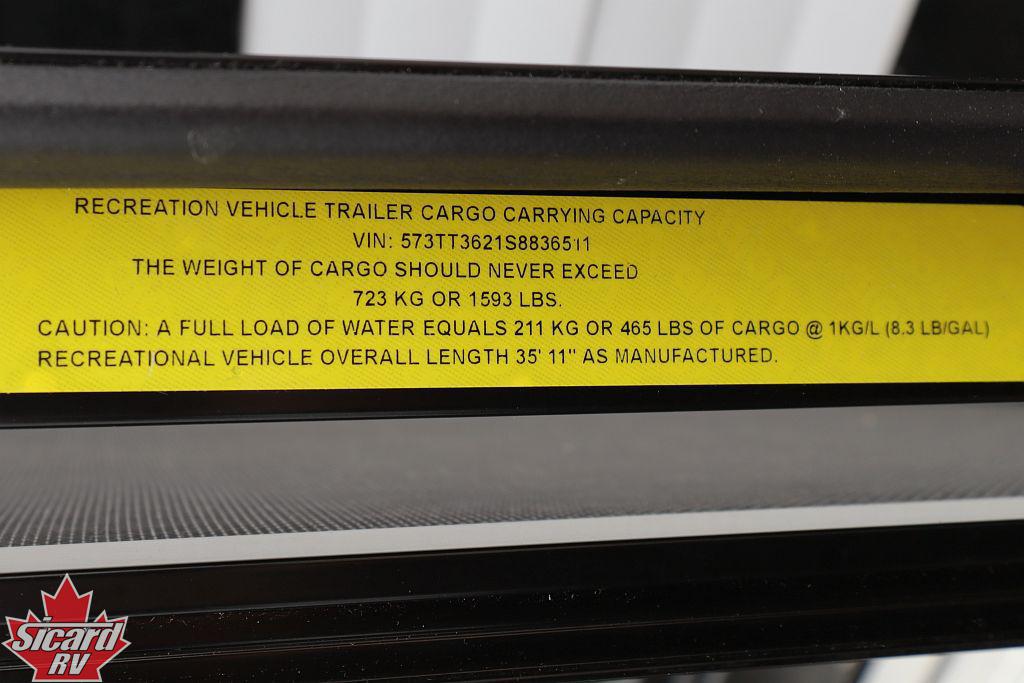 RECREATION VEHICLE TRAILER CARGO CARRYING CAPACITY
VIN: 573TT3621S8836511
THE WEIGHT OF CARGO SHOULD NEVER EXCEED
723 KG OR 1593 LBS.
CAUTION: A FULL LOAD OF WATER EQUALS 211 KG OR 465 LBS OF CARGO @ 1KG/L (8.3 LB/GAL)
RECREATIONAL VEHICLE OVERALL LENGTH 35' 11" AS MANUFACTURED.
Sicard
RV